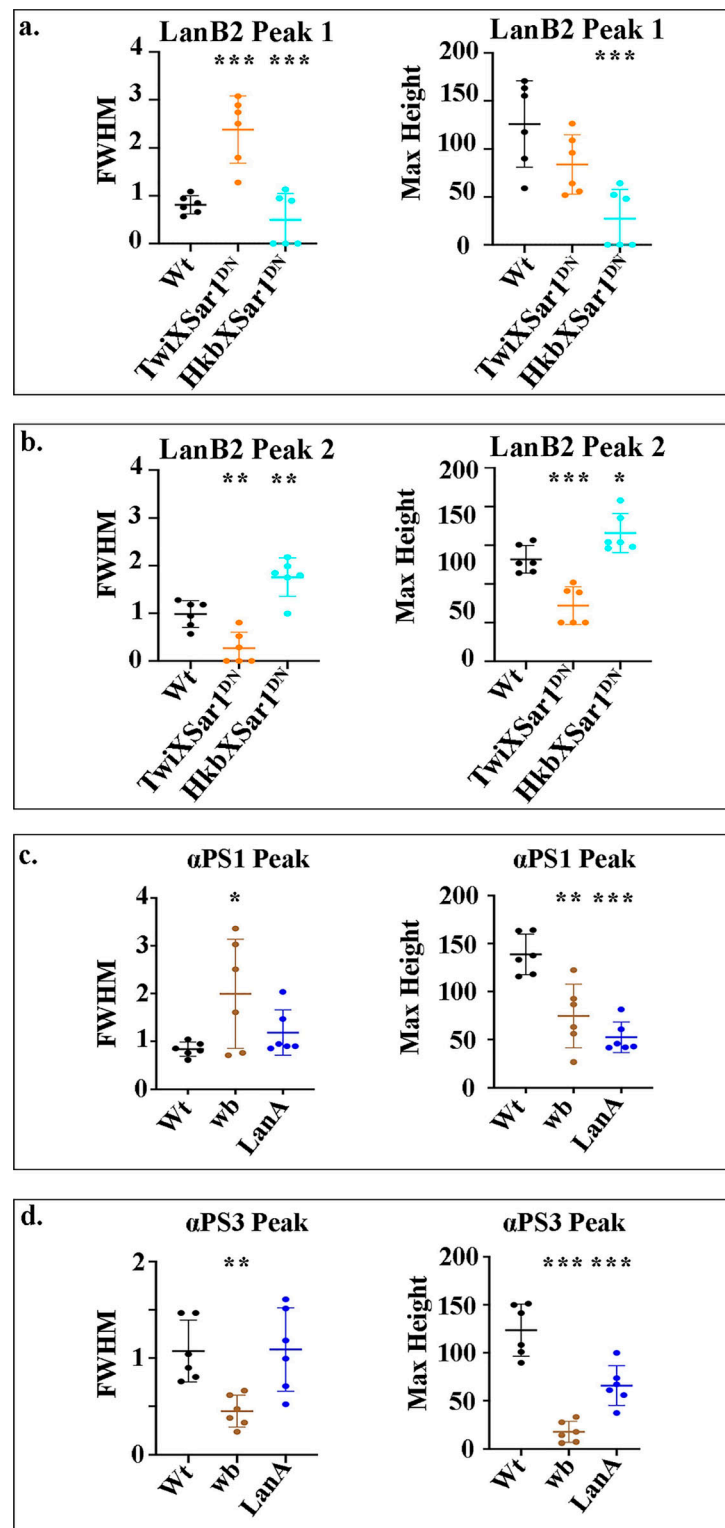 a.
LanB2 Peak 1
*** ***
FWHM
4
3
2
1
0
Wt
TwiXSar1ᴰᴺ
HkbXSar1ᴰᴺ
LanB2 Peak 1
***
Max Height
200
150
100
50
0
Wt
TwiXSar1ᴰᴺ
HkbXSar1ᴰᴺ
b.
LanB2 Peak 2
** **
FWHM
4
3
2
1
0
Wt
TwiXSar1ᴰᴺ
HkbXSar1ᴰᴺ
LanB2 Peak 2
*** *
Max Height
200
150
100
50
0
Wt
TwiXSar1ᴰᴺ
HkbXSar1ᴰᴺ
c.
αPS1 Peak
*
FWHM
4
3
2
1
0
Wt
wb
LanA
αPS1 Peak
** ***
Max Height
200
150
100
50
0
Wt
wb
LanA
d.
αPS3 Peak
**
FWHM
2
1
0
Wt
wb
LanA
αPS3 Peak
*** ***
Max Height
200
150
100
50
0
Wt
wb
LanA